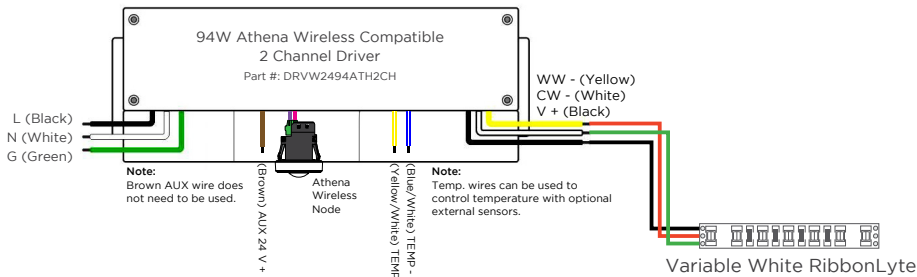 94W Athena Wireless Compatible
2 Channel Driver
Part #: DRVW2494ATH2CH
L (Black)
N (White)
G (Green)
WW - (Yellow)
CW - (White)
V + (Black)
Note:
Brown AUX wire does
not need to be used.
(Brown) AUX 24 V +
Athena
Wireless
Node
(Yellow/White) TEMP
(Blue/White) TEMP -
Note:
Temp. wires can be used to
control temperature with optional
external sensors.
Variable White RibbonLyte